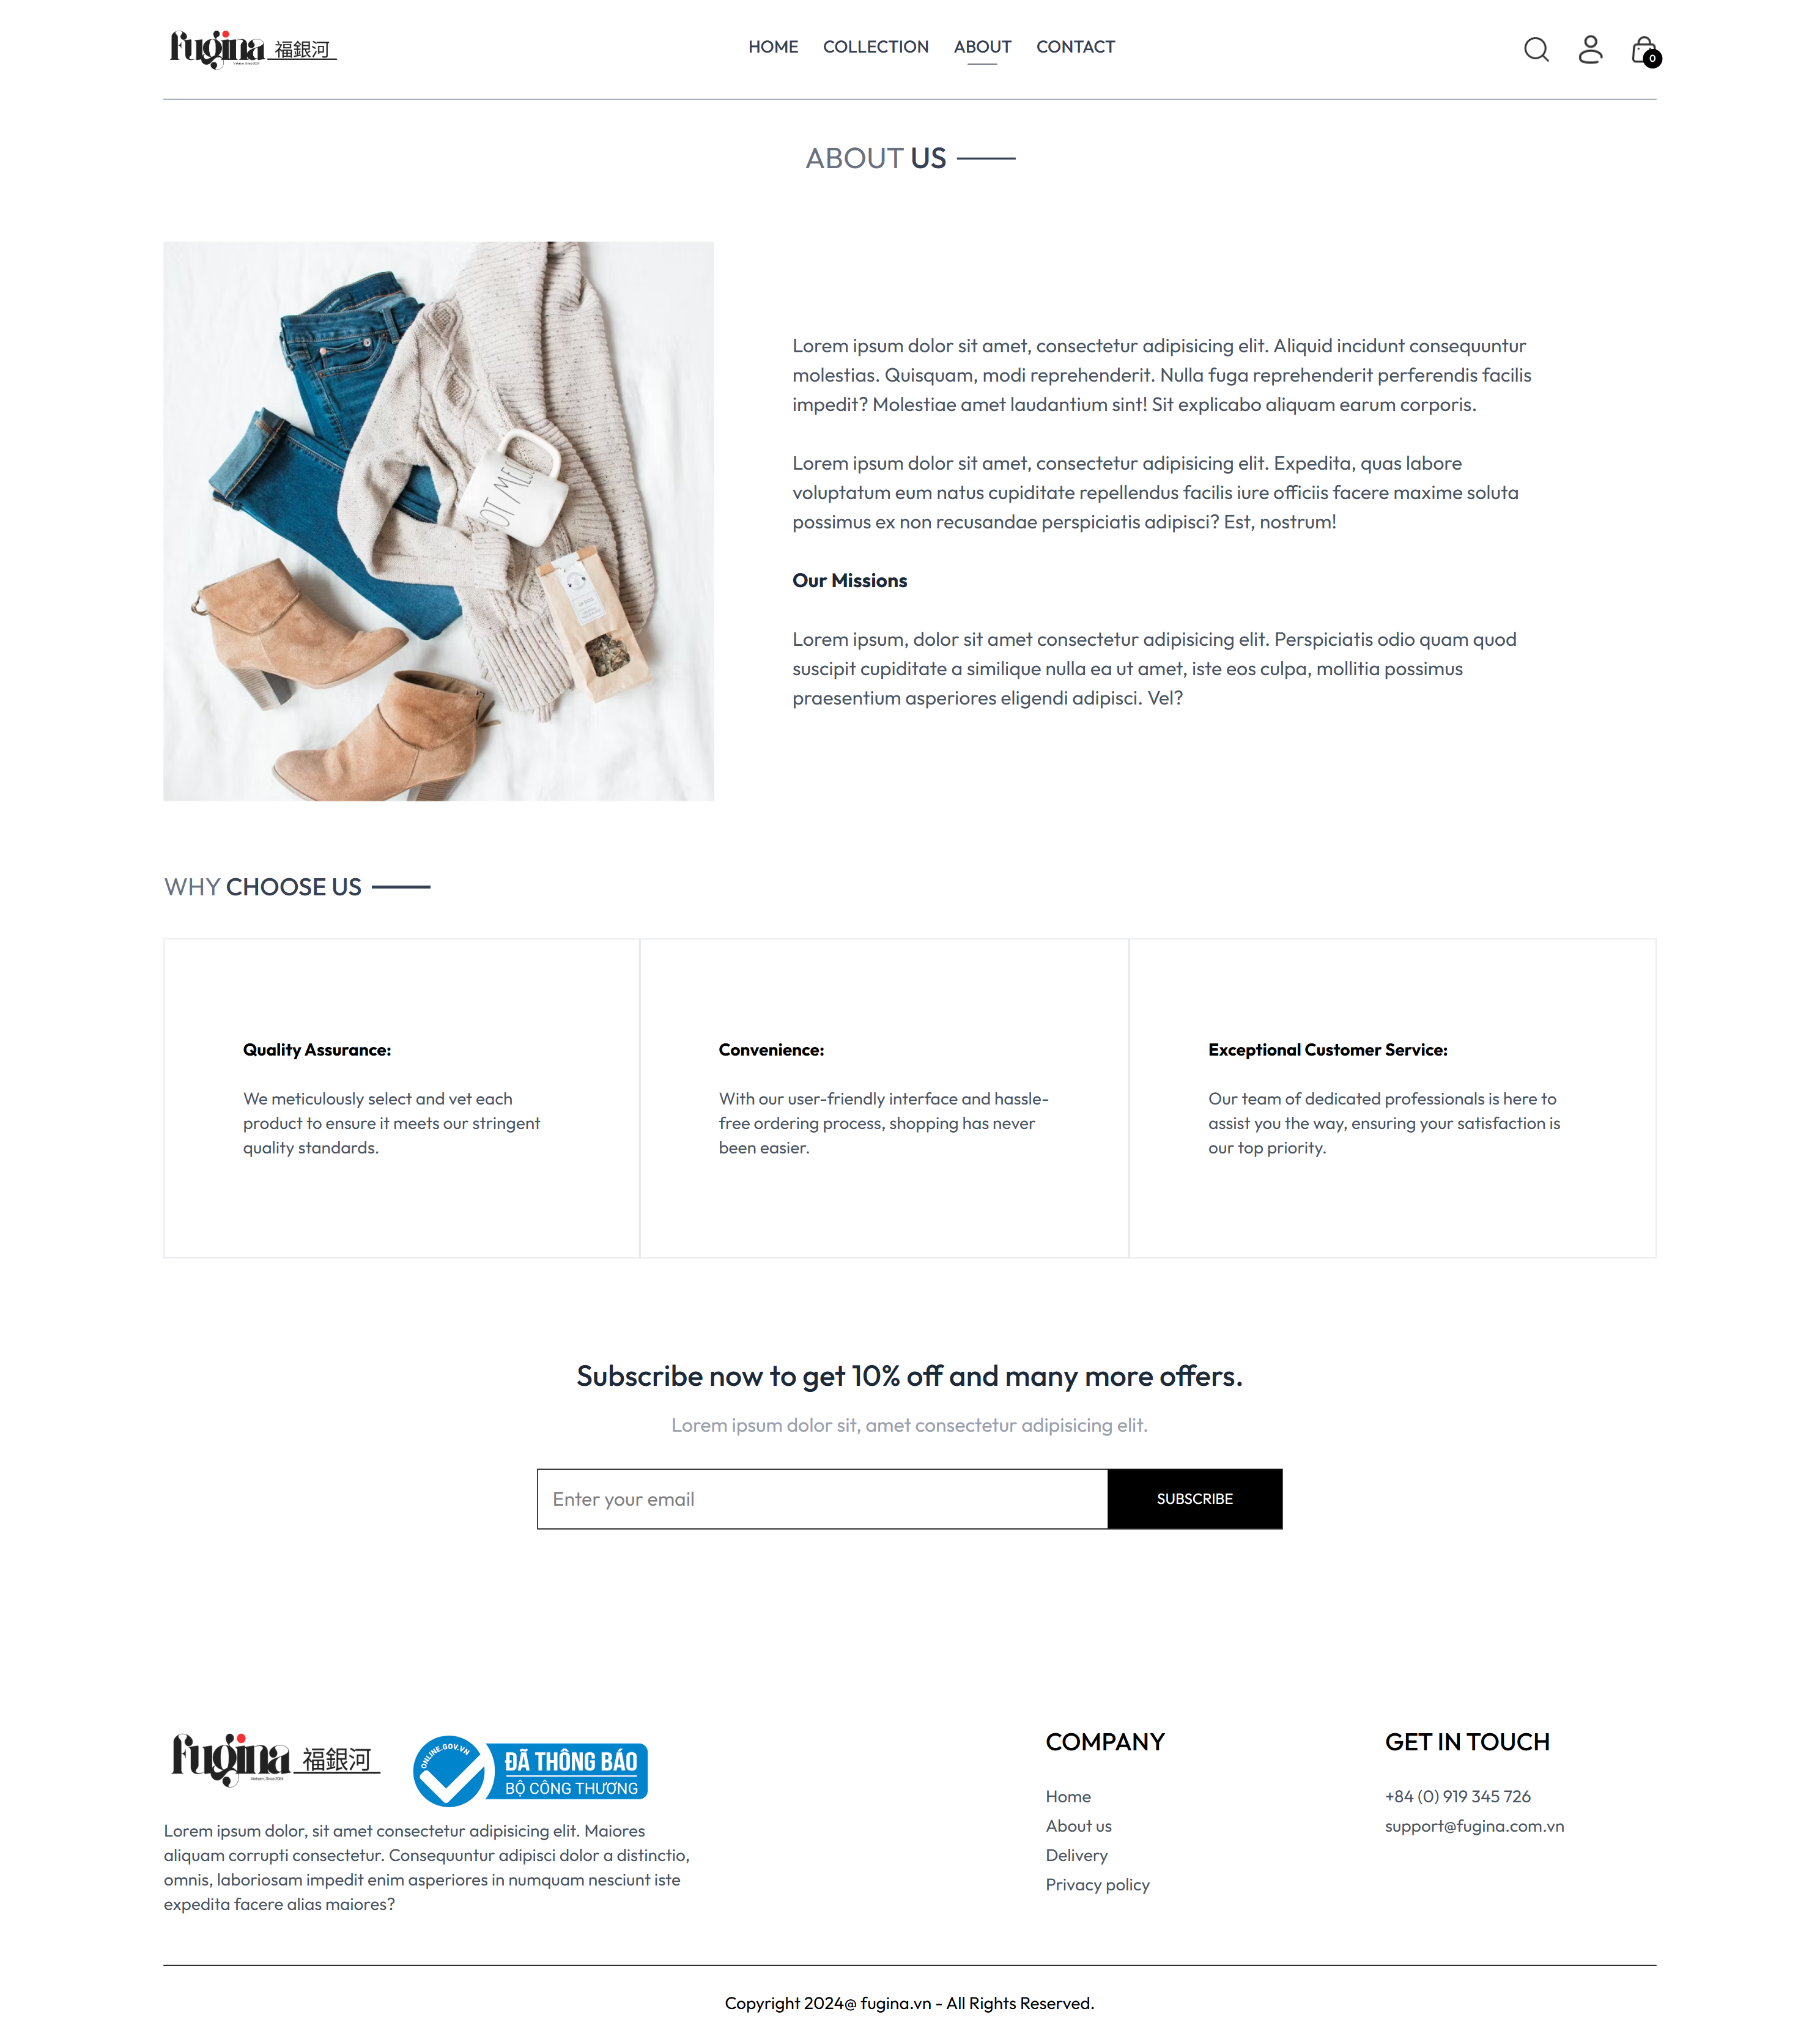 fugina 福銀河
Vietnam, Since 2024
HOME COLLECTION ABOUT CONTACT
0
ABOUT US
OT ME
Lorem ipsum dolor sit amet, consectetur adipisicing elit. Aliquid incidunt consequuntur
molestias. Quisquam, modi reprehenderit. Nulla fuga reprehenderit perferendis facilis
impedit? Molestiae amet laudantium sint! Sit explicabo aliquam earum corporis.
Lorem ipsum dolor sit amet, consectetur adipisicing elit. Expedita, quas labore
voluptatum eum natus cupiditate repellendus facilis iure officiis facere maxime soluta
possimus ex non recusandae perspiciatis adipisci? Est, nostrum!
Our Missions
Lorem ipsum, dolor sit amet consectetur adipisicing elit. Perspiciatis odio quam quod
suscipit cupiditate a similique nulla ea ut amet, iste eos culpa, mollitia possimus
praesentium asperiores eligendi adipisci. Vel?
WHY CHOOSE US
Quality Assurance:
We meticulously select and vet each
product to ensure it meets our stringent
quality standards.
Convenience:
With our user-friendly interface and hassle-
free ordering process, shopping has never
been easier.
Exceptional Customer Service:
Our team of dedicated professionals is here to
assist you the way, ensuring your satisfaction is
our top priority.
Subscribe now to get 10% off and many more offers.
Lorem ipsum dolor sit, amet consectetur adipisicing elit.
Enter your email
SUBSCRIBE
fugina 福銀河
Vietnam, Since 2024
ONLINE.GOV.VN
ĐÃ THÔNG BÁO
BỘ CÔNG THƯƠNG
Lorem ipsum dolor, sit amet consectetur adipisicing elit. Maiores
aliquam corrupti consectetur. Consequuntur adipisci dolor a distinctio,
omnis, laboriosam impedit enim asperiores in numquam nesciunt iste
expedita facere alias maiores?
COMPANY
Home
About us
Delivery
Privacy policy
GET IN TOUCH
+84 (0) 919 345 726
support@fugina.com.vn
Copyright 2024@ fugina.vn - All Rights Reserved.